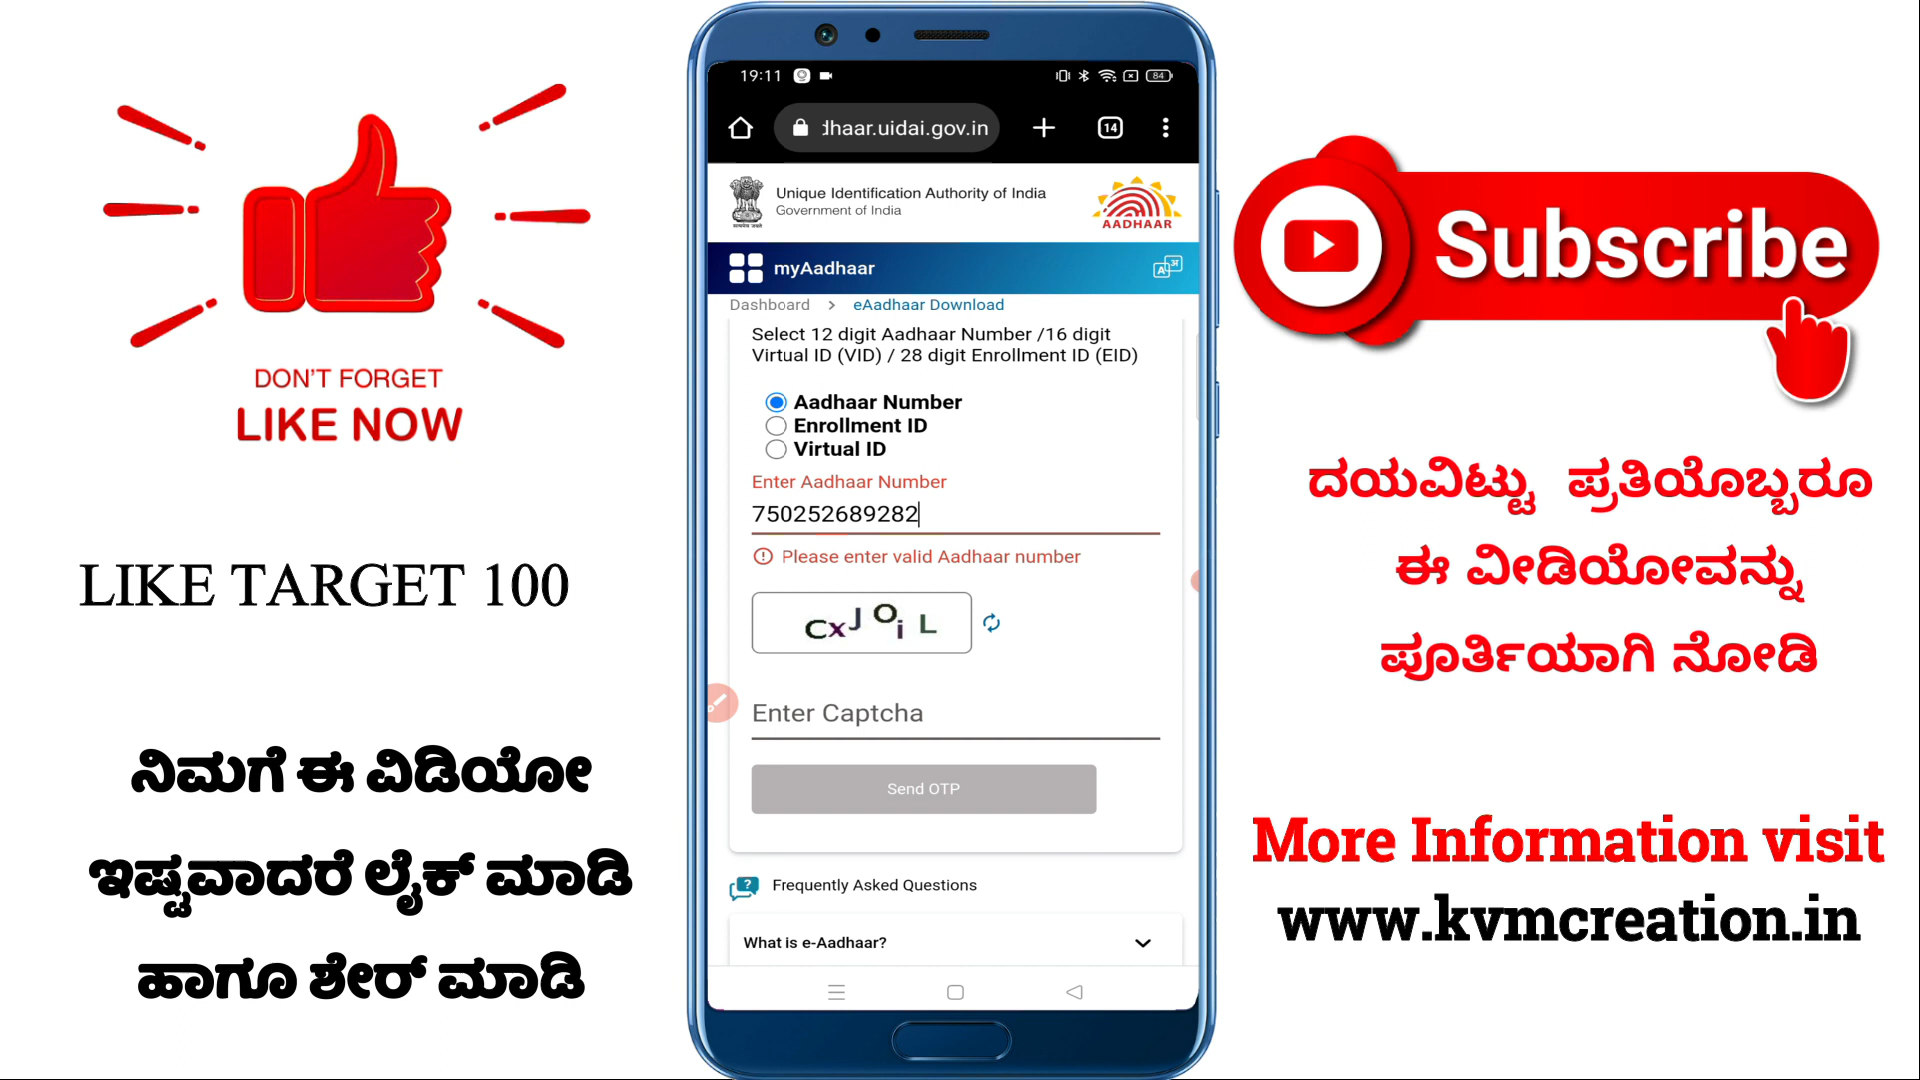 DON'T FORGET
LIKE NOW
LIKE TARGET 100
ನಿಮಗೆ ಈ ವಿಡಿಯೋ
ಇಷ್ಟವಾದರೆ ಲೈಕ್ ಮಾಡಿ
ಹಾಗೂ ಶೇರ್ ಮಾಡಿ
19:11
84
dhaar.uidai.gov.in
14
Unique Identification Authority of India
Government of India
AADHAAR
myAadhaar
Dashboard > eAadhaar Download
Select 12 digit Aadhaar Number /16 digit
Virtual ID (VID) / 28 digit Enrollment ID (EID)
Aadhaar Number
Enrollment ID
Virtual ID
Enter Aadhaar Number
750252689282
Please enter valid Aadhaar number
CxJOiL
Enter Captcha
Send OTP
Frequently Asked Questions
What is e-Aadhaar?
Subscribe
ದಯವಿಟ್ಟು ಪ್ರತಿಯೊಬ್ಬರೂ
ಈ ವೀಡಿಯೋವನ್ನು
ಪೂರ್ತಿಯಾಗಿ ನೋಡಿ
More Information visit
www.kvmcreation.in